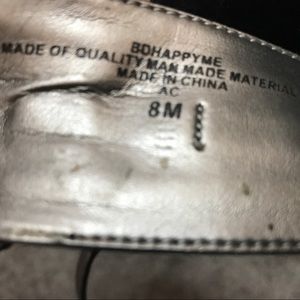 BDHAPPYME
MADE OF QUALITY MAN MADE MATERIAL
MADE IN CHINA
AC
8M